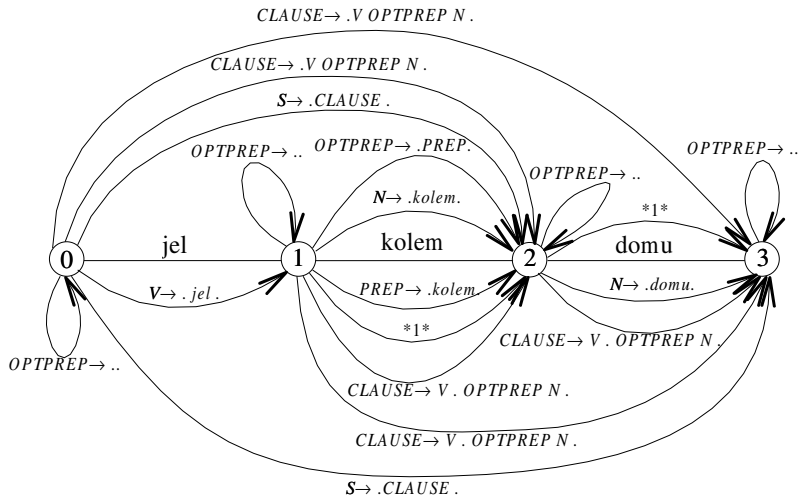 CLAUSE→ .V OPTPREP N .
CLAUSE→ .V OPTPREP N .
S→ .CLAUSE .
OPTPREP→ ..
OPTPREP→ .PREP.
OPTPREP→ ..
OPTPREP→ ..
N→ .kolem.
*1*
jel
kolem
domu
0
1
2
3
V→ . jel .
PREP→ .kolem.
N→ .domu.
*1*
CLAUSE→ V . OPTPREP N .
OPTPREP→ ..
CLAUSE→ V . OPTPREP N .
CLAUSE→ V . OPTPREP N .
S→ .CLAUSE .